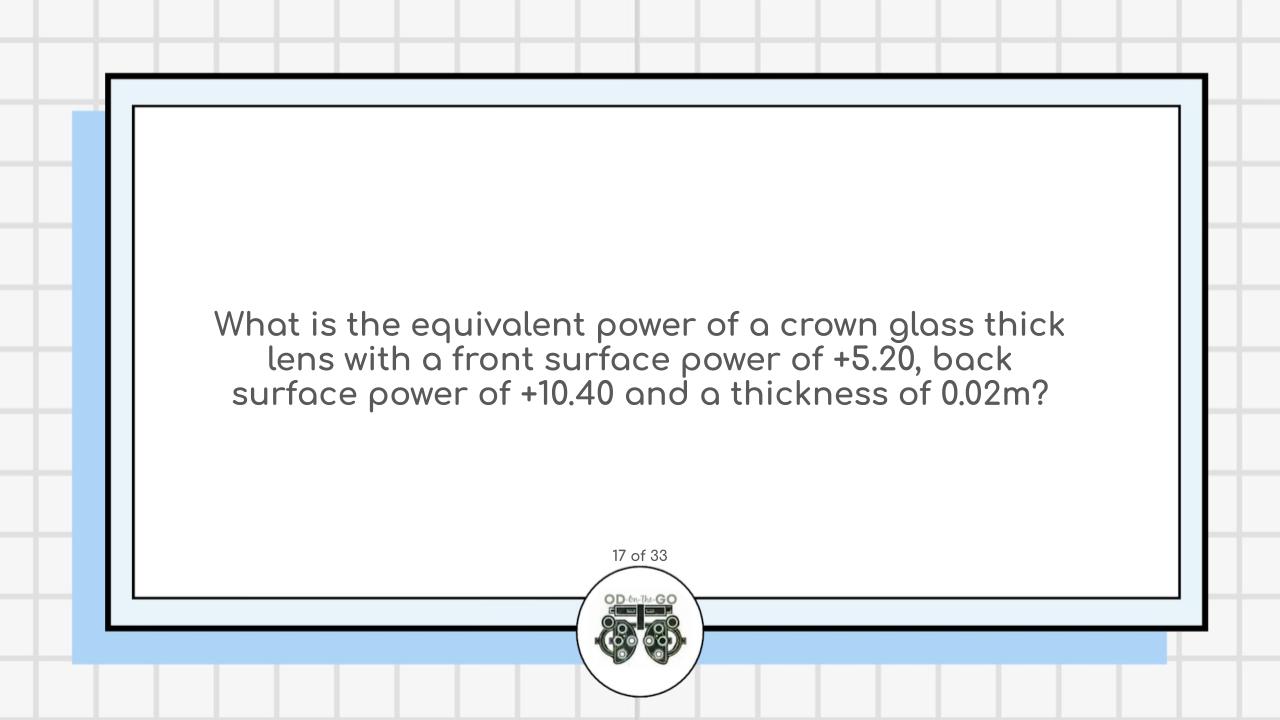 What is the equivalent power of a crown glass thick
lens with a front surface power of +5.20, back
surface power of +10.40 and a thickness of 0.02m?
17 of 33
OD-On-The-GO